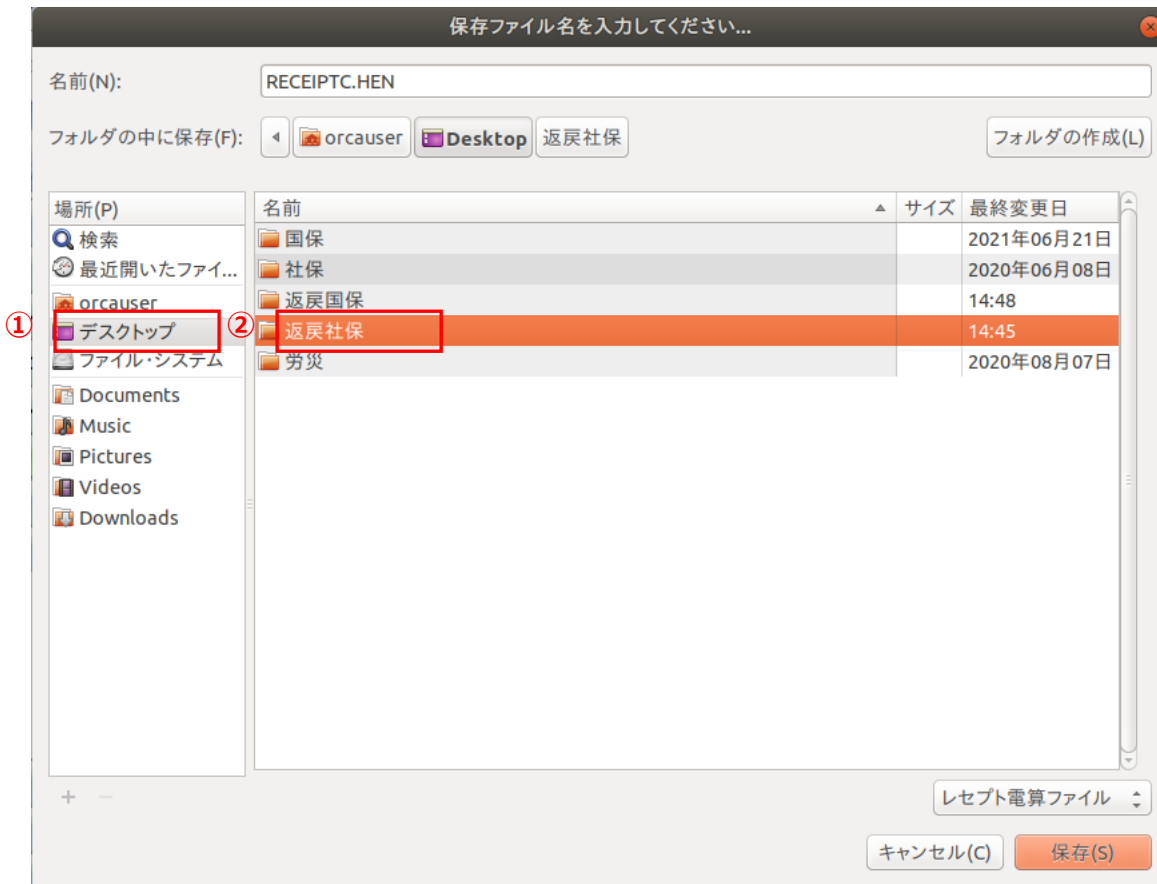 保存ファイル名を入力してください...
名前(N):
RECEIPTC.HEN
フォルダの中に保存(F):
orcauser
Desktop
返戻社保
フォルダの作成(L)
場所(P)
検索
最近開いたファイ...
orcauser
① デスクトップ
ファイル・システム
Documents
Music
Pictures
Videos
Downloads
名前 サイズ 最終変更日
国保 2021年06月21日
社保 2020年06月08日
返戻国保 14:48
② 返戻社保 14:45
労災 2020年08月07日
レセプト電算ファイル
キャンセル(C)
保存(S)